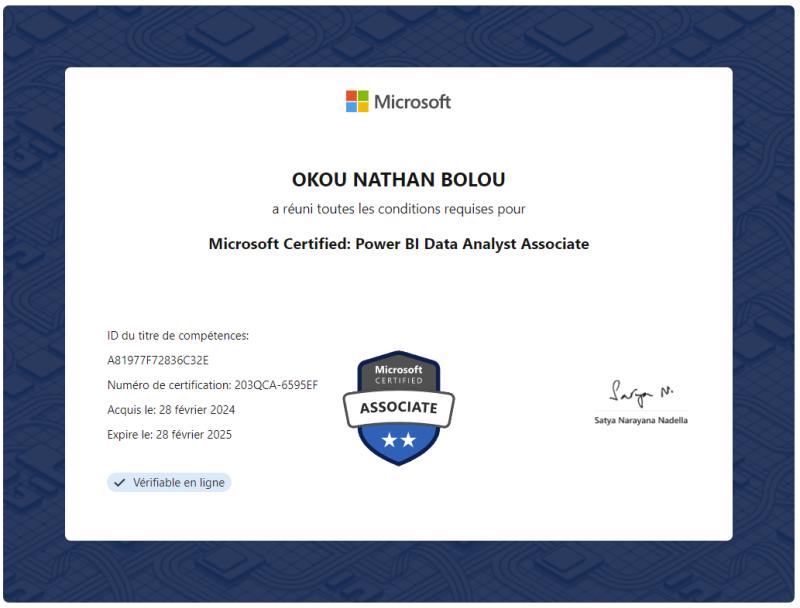 Microsoft
OKOU NATHAN BOLOU
a réuni toutes les conditions requises pour
Microsoft Certified: Power BI Data Analyst Associate
ID du titre de compétences:
A81977F72836C32E
Numéro de certification: 203QCA-6595EF
Acquis le: 28 février 2024
Expire le: 28 février 2025
Vérifiable en ligne
Microsoft
CERTIFIED
ASSOCIATE
Satya N.
Satya Narayana Nadella